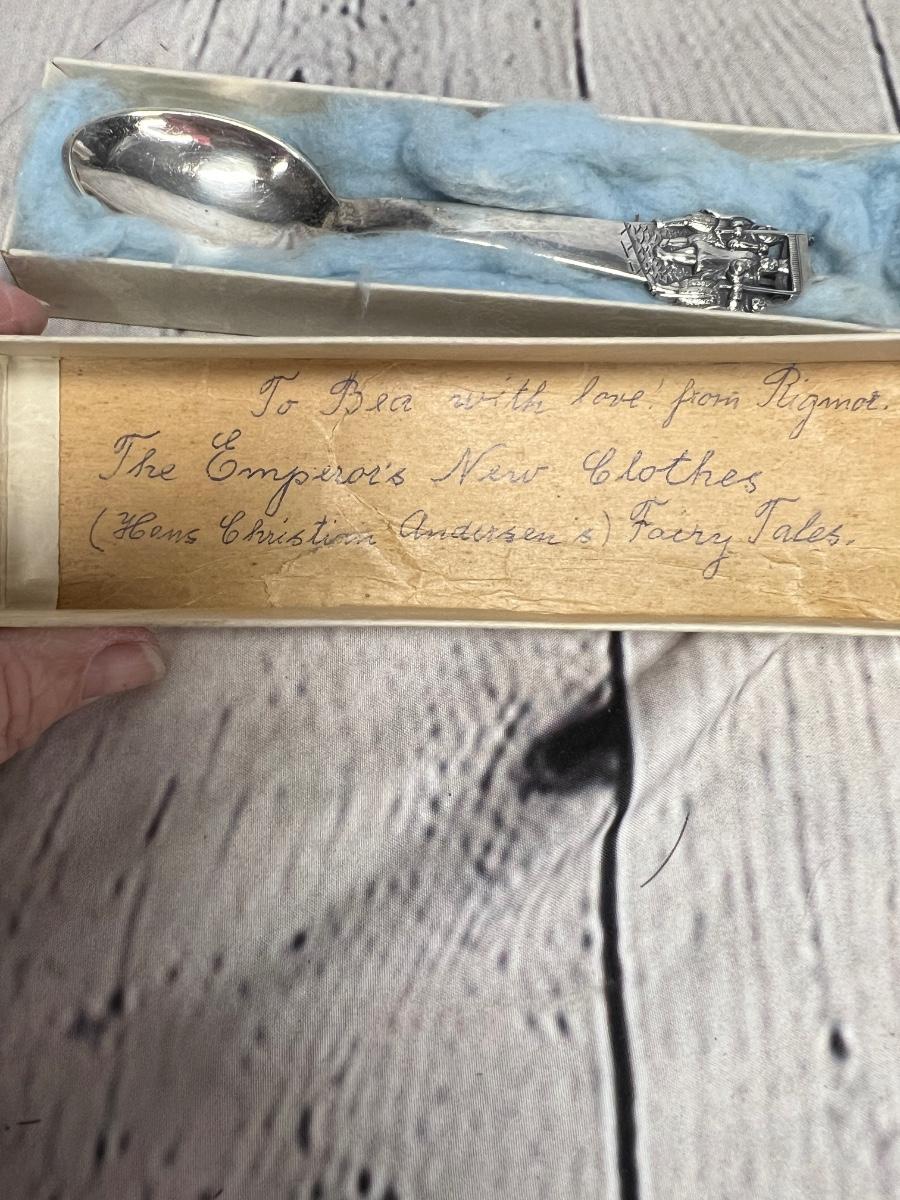 To Bea with love! from Rigmor.
The Emperor's New Clothes
(Hans Christian Andersen's) Fairy Tales.